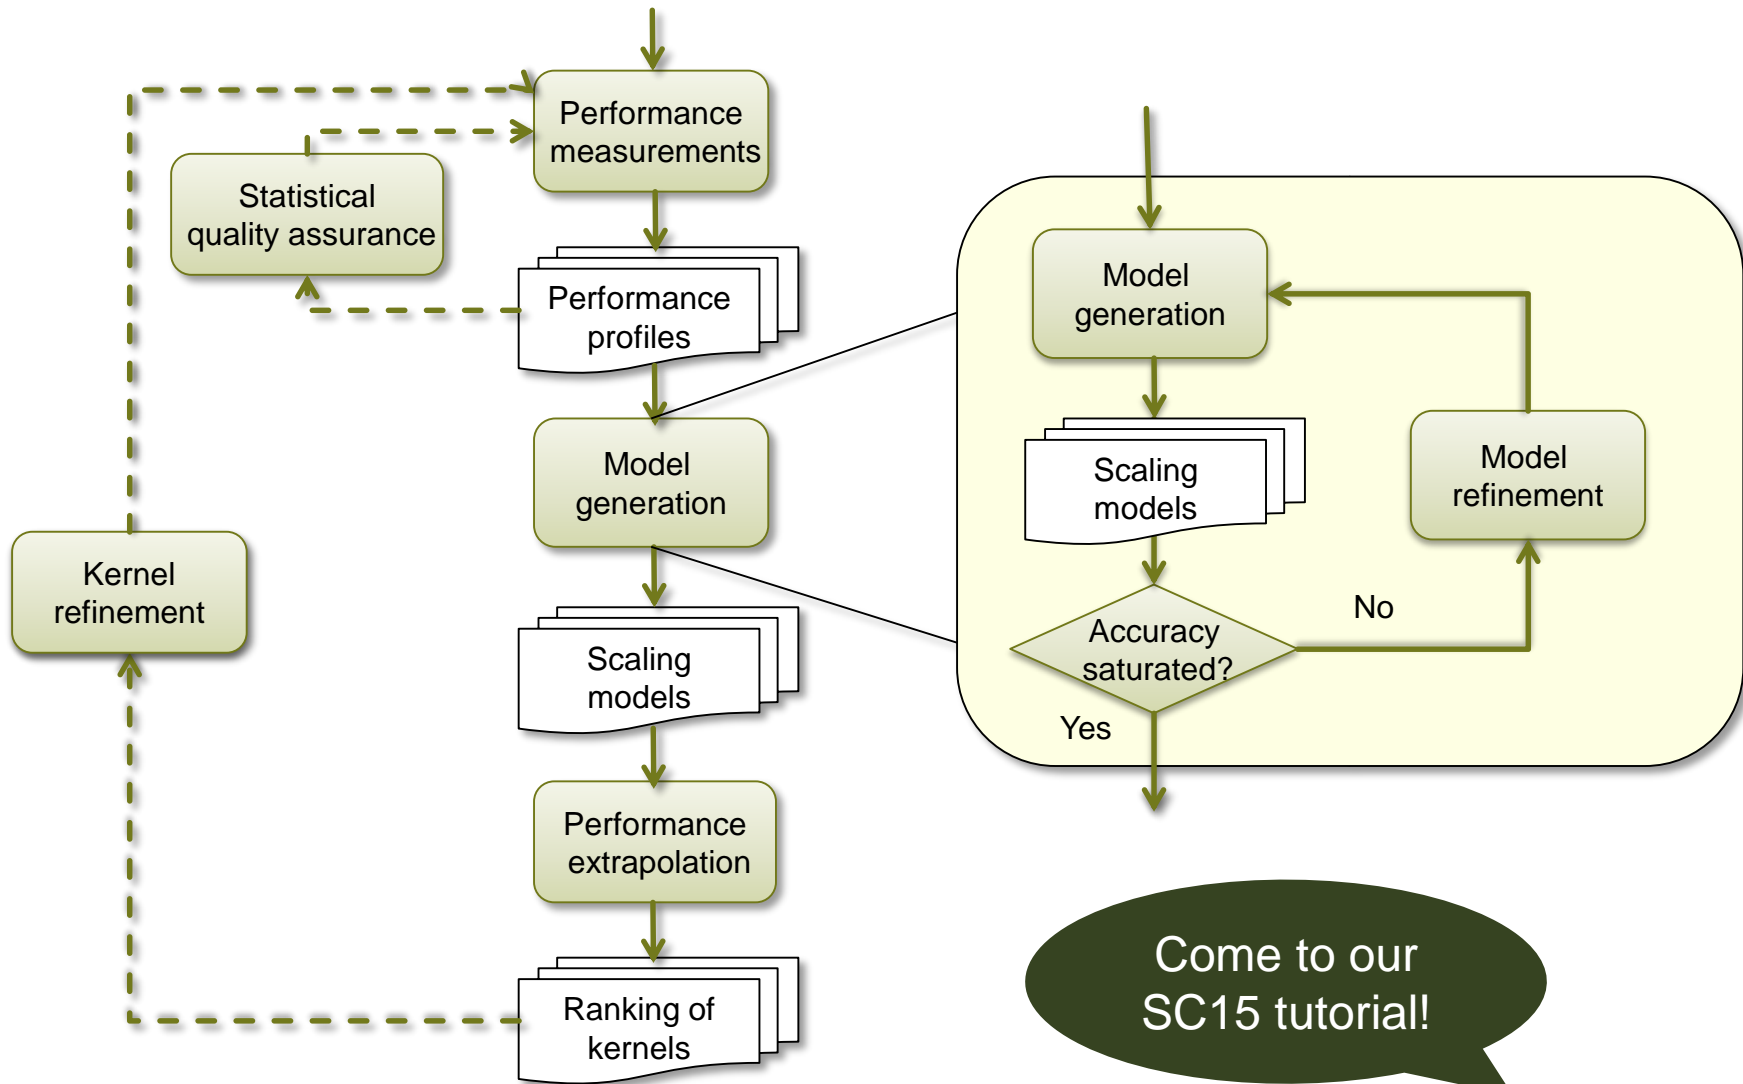 Performance
measurements
Statistical
quality assurance
Performance
profiles
Model
generation
Kernel
refinement
Scaling
models
Performance
extrapolation
Ranking of
kernels
Model
generation
Scaling
models
Model
refinement
No
Accuracy
saturated?
Yes
Come to our
SC15 tutorial!